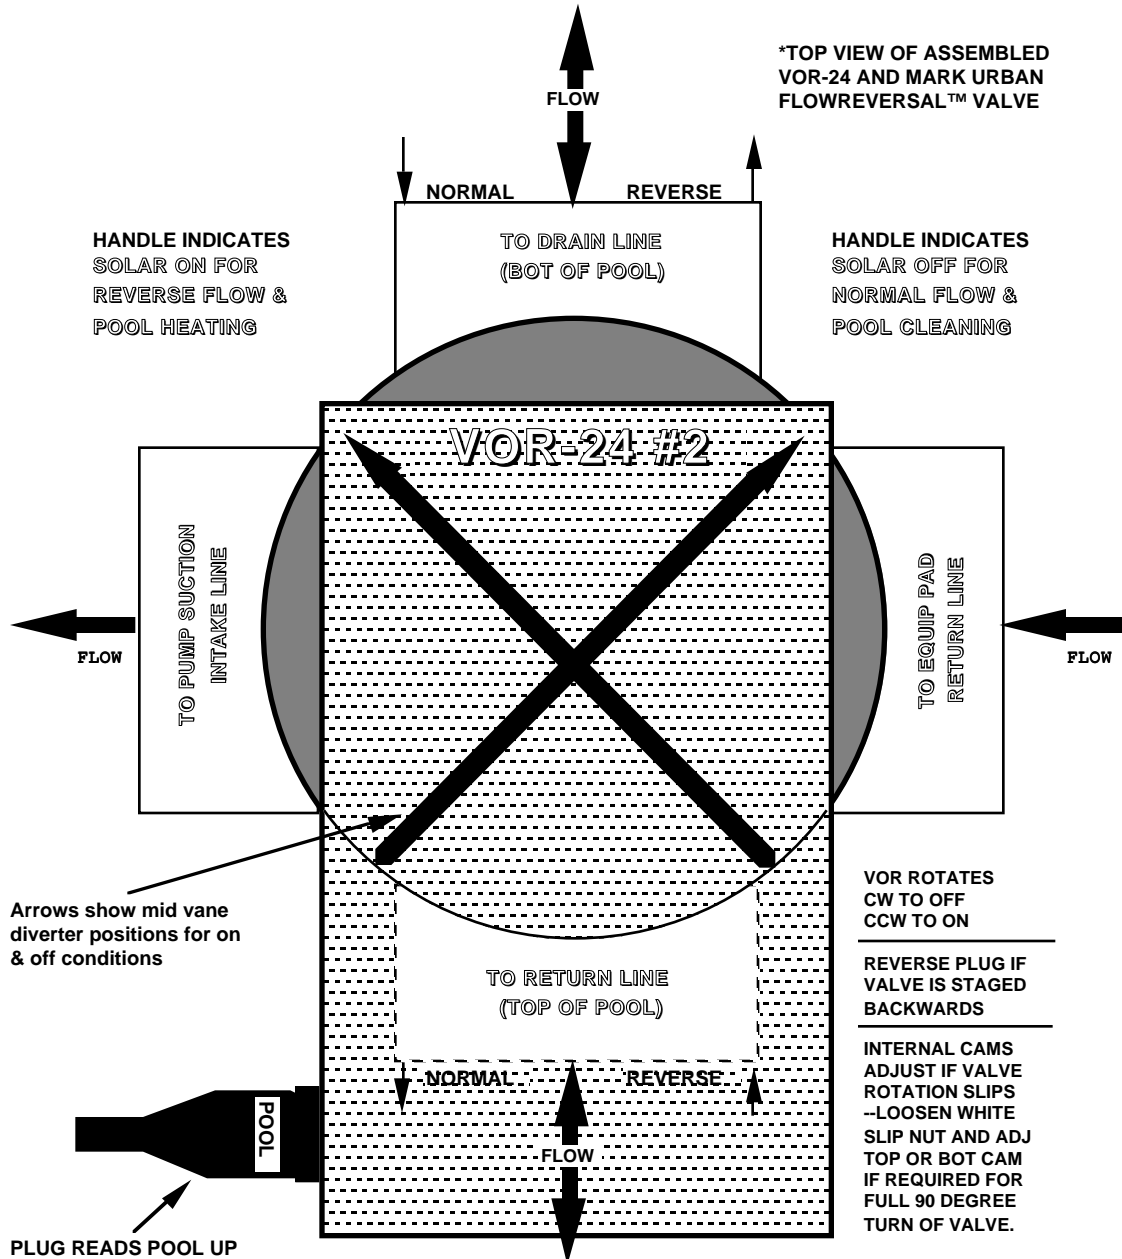 *TOP VIEW OF ASSEMBLED
VOR-24 AND MARK URBAN
FLOWREVERSAL™ VALVE
FLOW
NORMAL
REVERSE
HANDLE INDICATES
SOLAR ON FOR
REVERSE FLOW &
POOL HEATING
TO DRAIN LINE
(BOT OF POOL)
HANDLE INDICATES
SOLAR OFF FOR
NORMAL FLOW &
POOL CLEANING
VOR-24 #2
TO PUMP SUCTION
INTAKE LINE
FLOW
TO EQUIP PAD
RETURN LINE
FLOW
Arrows show mid vane
diverter positions for on
& off conditions
TO RETURN LINE
(TOP OF POOL)
NORMAL
REVERSE
FLOW
POOL
PLUG READS POOL UP
VOR ROTATES
CW TO OFF
CCW TO ON
REVERSE PLUG IF
VALVE IS STAGED
BACKWARDS
INTERNAL CAMS
ADJUST IF VALVE
ROTATION SLIPS
--LOOSEN WHITE
SLIP NUT AND ADJ
TOP OR BOT CAM
IF REQUIRED FOR
FULL 90 DEGREE
TURN OF VALVE.